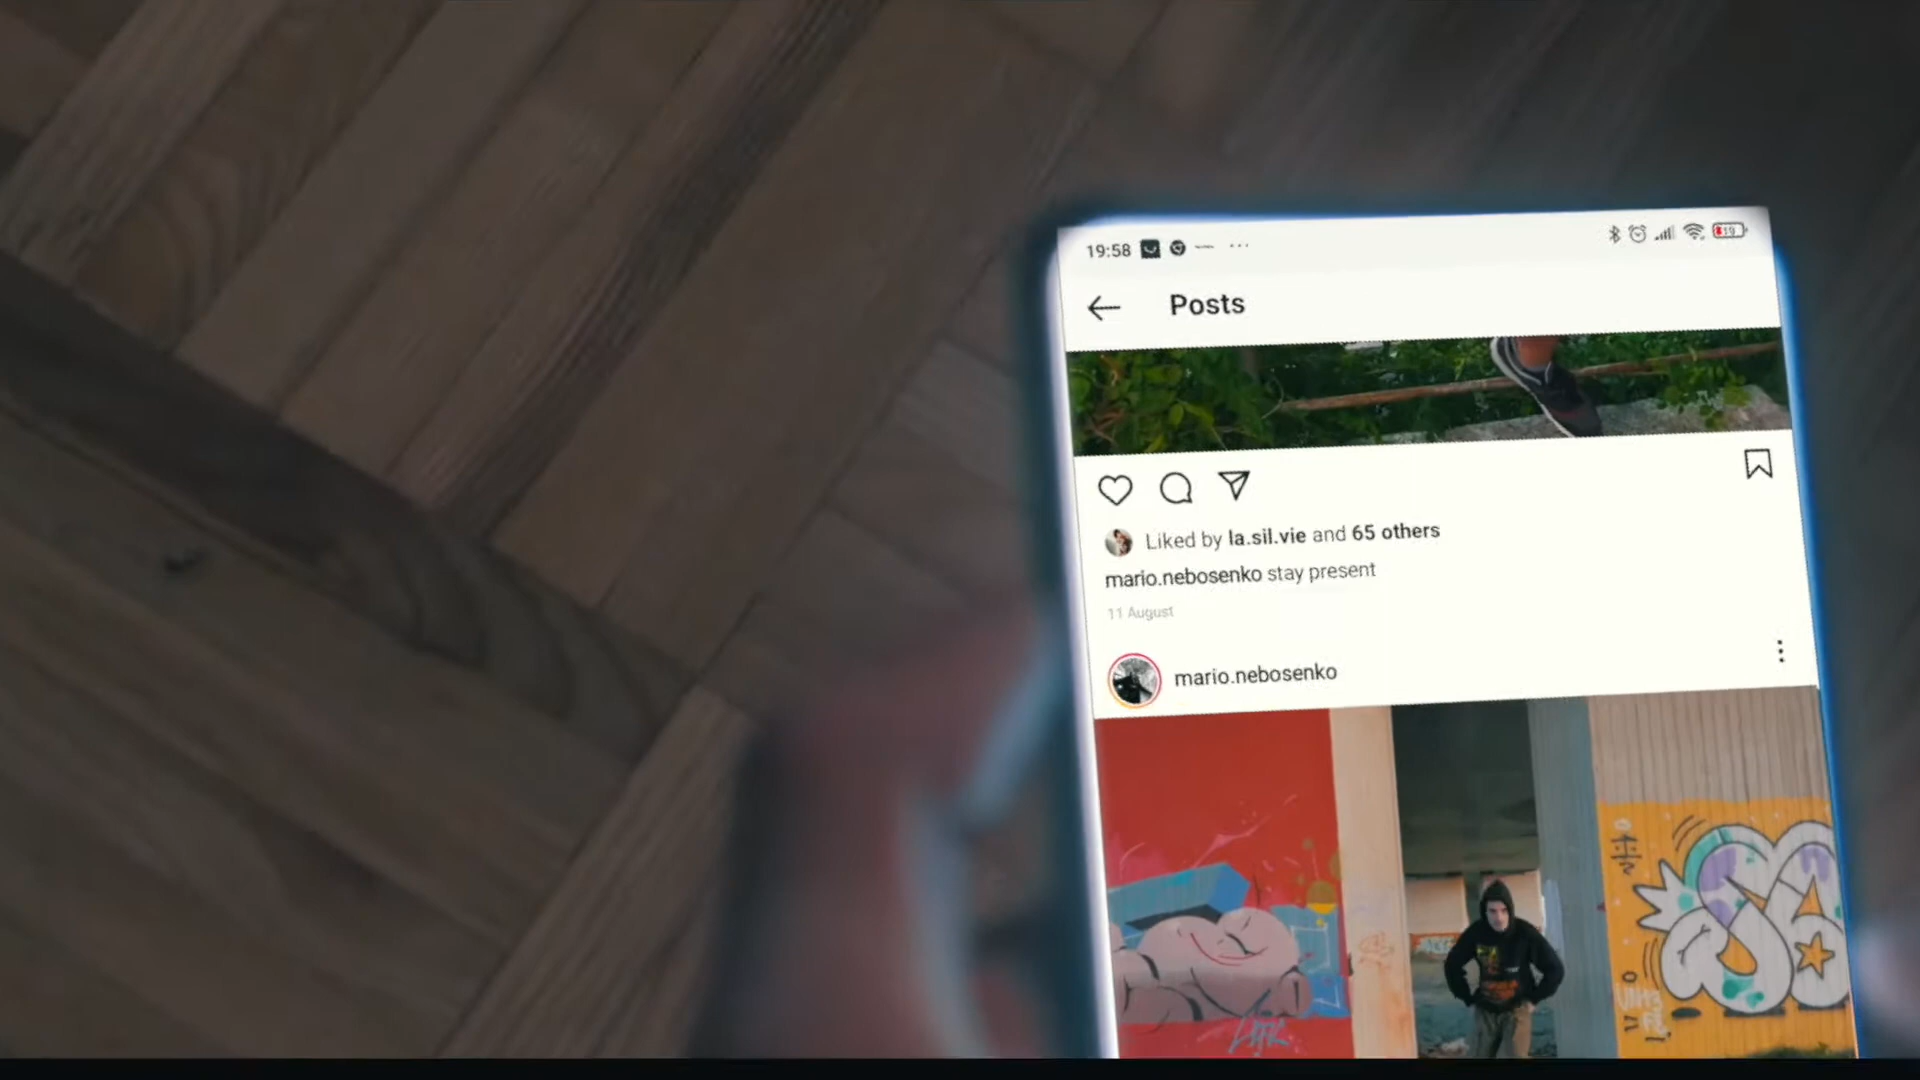 19:58
19
Posts
Liked by la.sil.vie and 65 others
mario.nebosenko stay present
11 August
mario.nebosenko